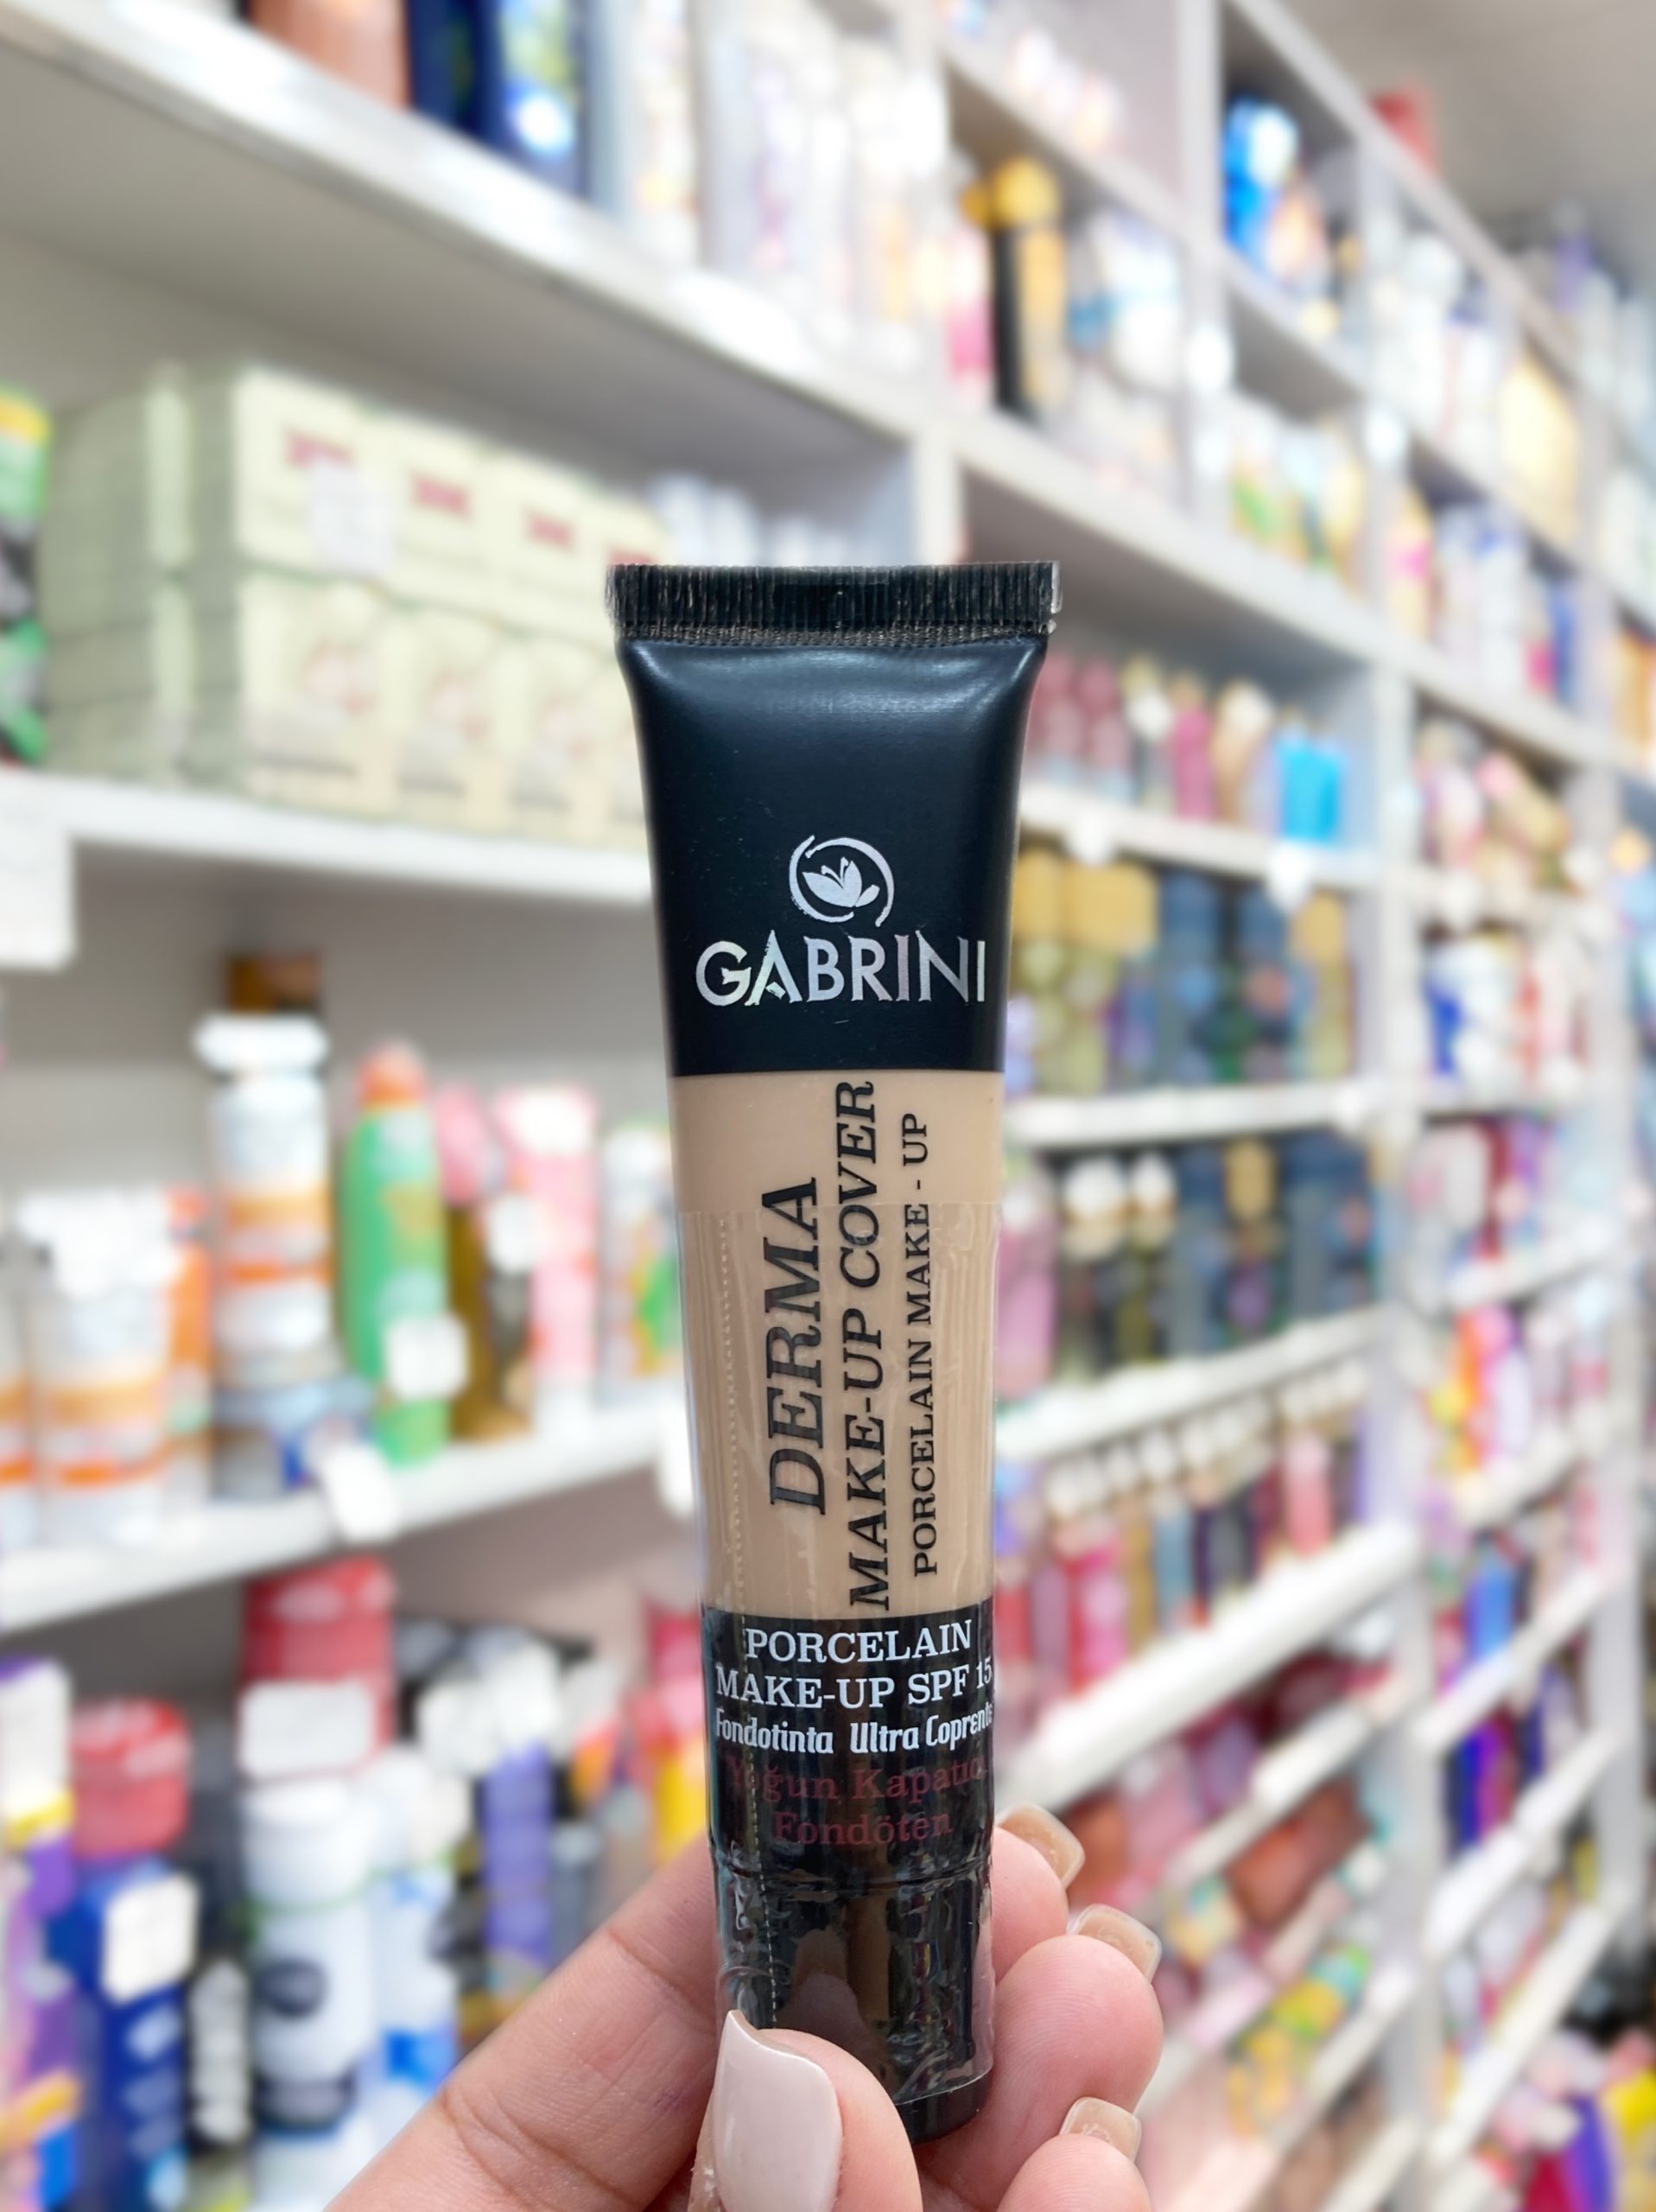 GABRINI
DERMA
MAKE-UP COVER
PORCELAIN MAKE - UP
PORCELAIN
MAKE-UP SPF 15
Fondotinta Ultra Coprente
Yoğun Kapatıcı
Fondöten